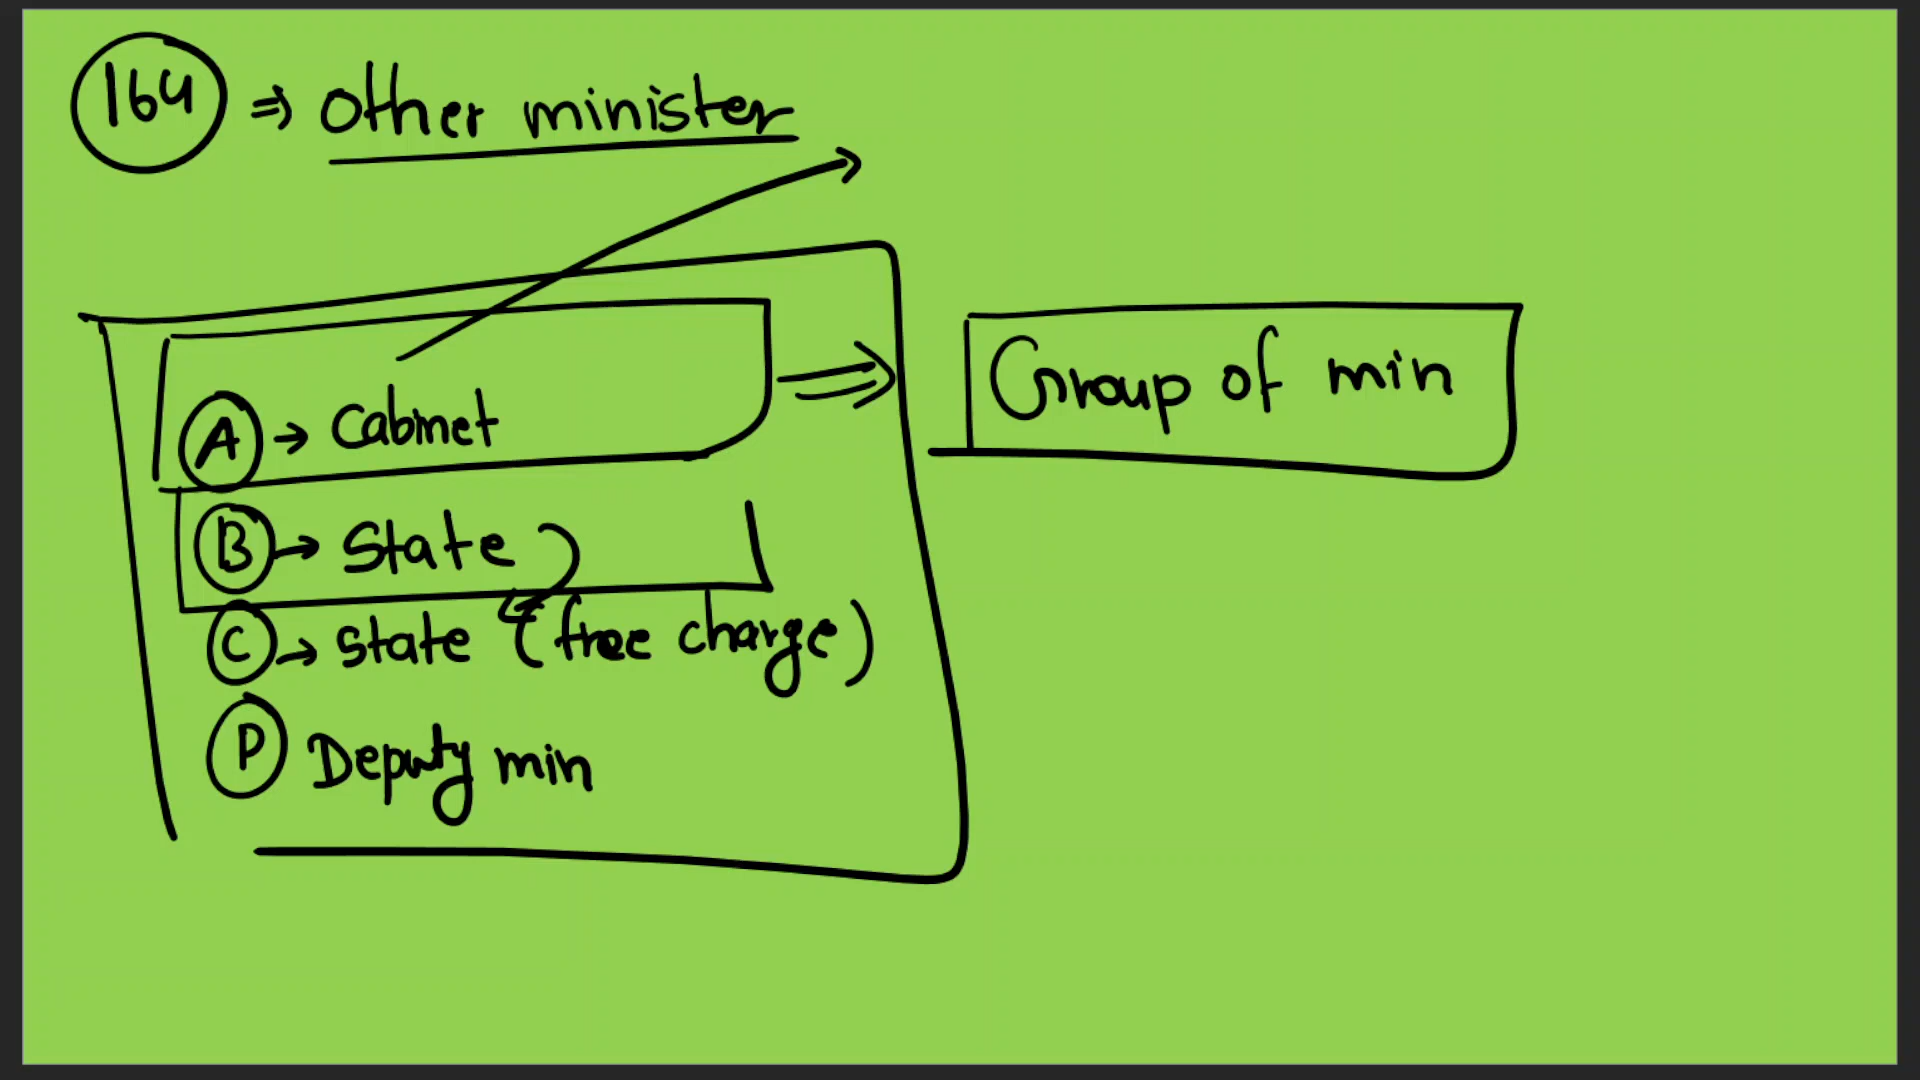 164 ⇒ other minister
A → Cabinet
Group of min
B → State
C → state (free charge)
D Deputy min